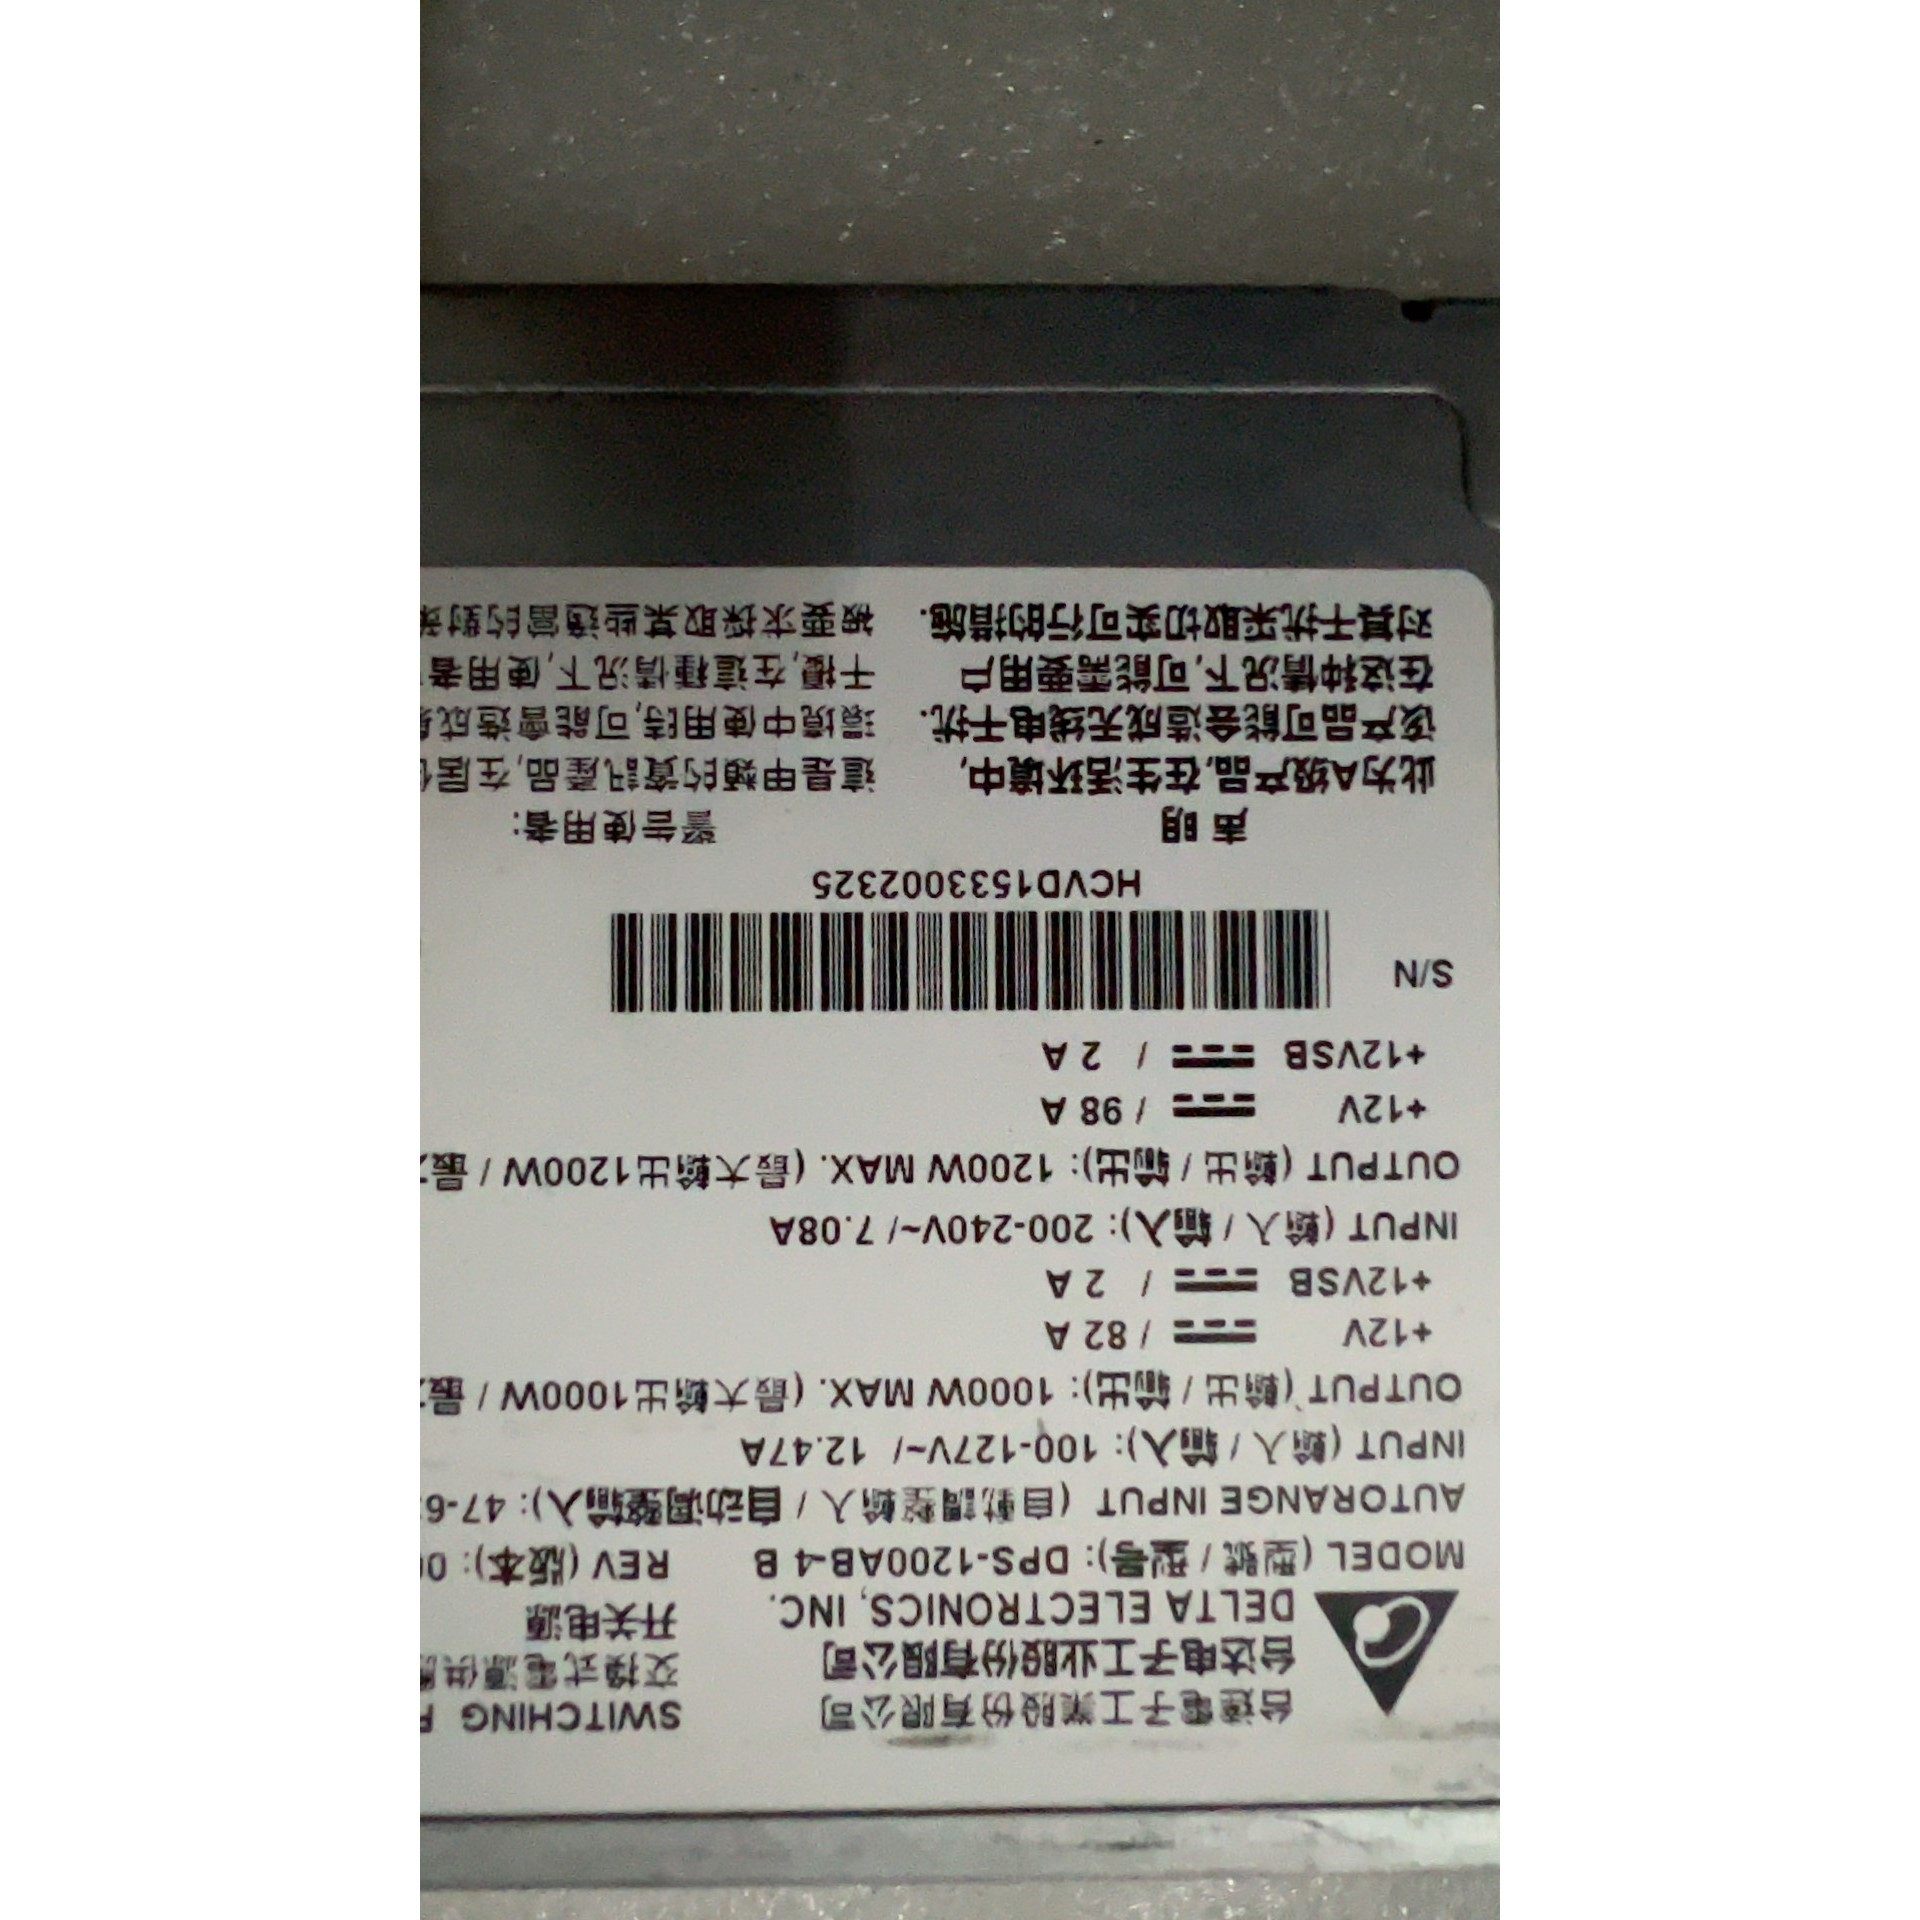 台達電子工業股份有限公司
台达电子工业股份有限公司
DELTA ELECTRONICS, INC.
SWITCHING
交換式電源供
开关电源
MODEL (型號 / 型号): DPS-1200AB-4 B REV (版本):
AUTORANGE INPUT (自動調整輸入 / 自动调整输入): 47-6
INPUT (輸入 / 输入): 100-127V~/ 12.47A
OUTPUT (輸出 / 输出): 1000W MAX. (最大輸出1000W / 最
+12V ⎓ / 82 A
+12VSB ⎓ / 2 A
INPUT (輸入 / 输入): 200-240V~/ 7.08A
OUTPUT (輸出 / 输出): 1200W MAX. (最大輸出1200W / 最
+12V ⎓ / 98 A
+12VSB ⎓ / 2 A
S/N
HCVD1533002325
声 明
此为A级产品,在生活环境中,
该产品可能会造成无线电干扰.
在这种情况下,可能需要用户
对其干扰采取切实可行的措施.
警告使用者:
這是甲類的資訊產品,在居
環境中使用時,可能會造成
干擾,在這種情況下,使用者
被要求採取某些適當的對